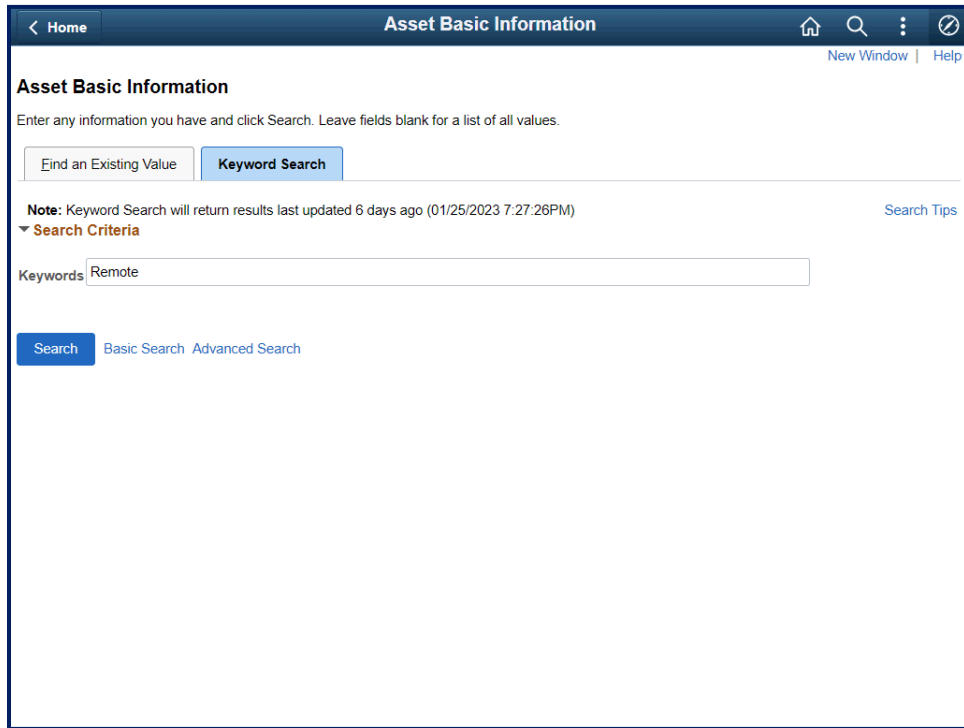 Home
Asset Basic Information
New Window | Help
Asset Basic Information
Enter any information you have and click Search. Leave fields blank for a list of all values.
Find an Existing Value
Keyword Search
Note: Keyword Search will return results last updated 6 days ago (01/25/2023 7:27:26PM)
Search Tips
Search Criteria
Keywords Remote
Search Basic Search Advanced Search